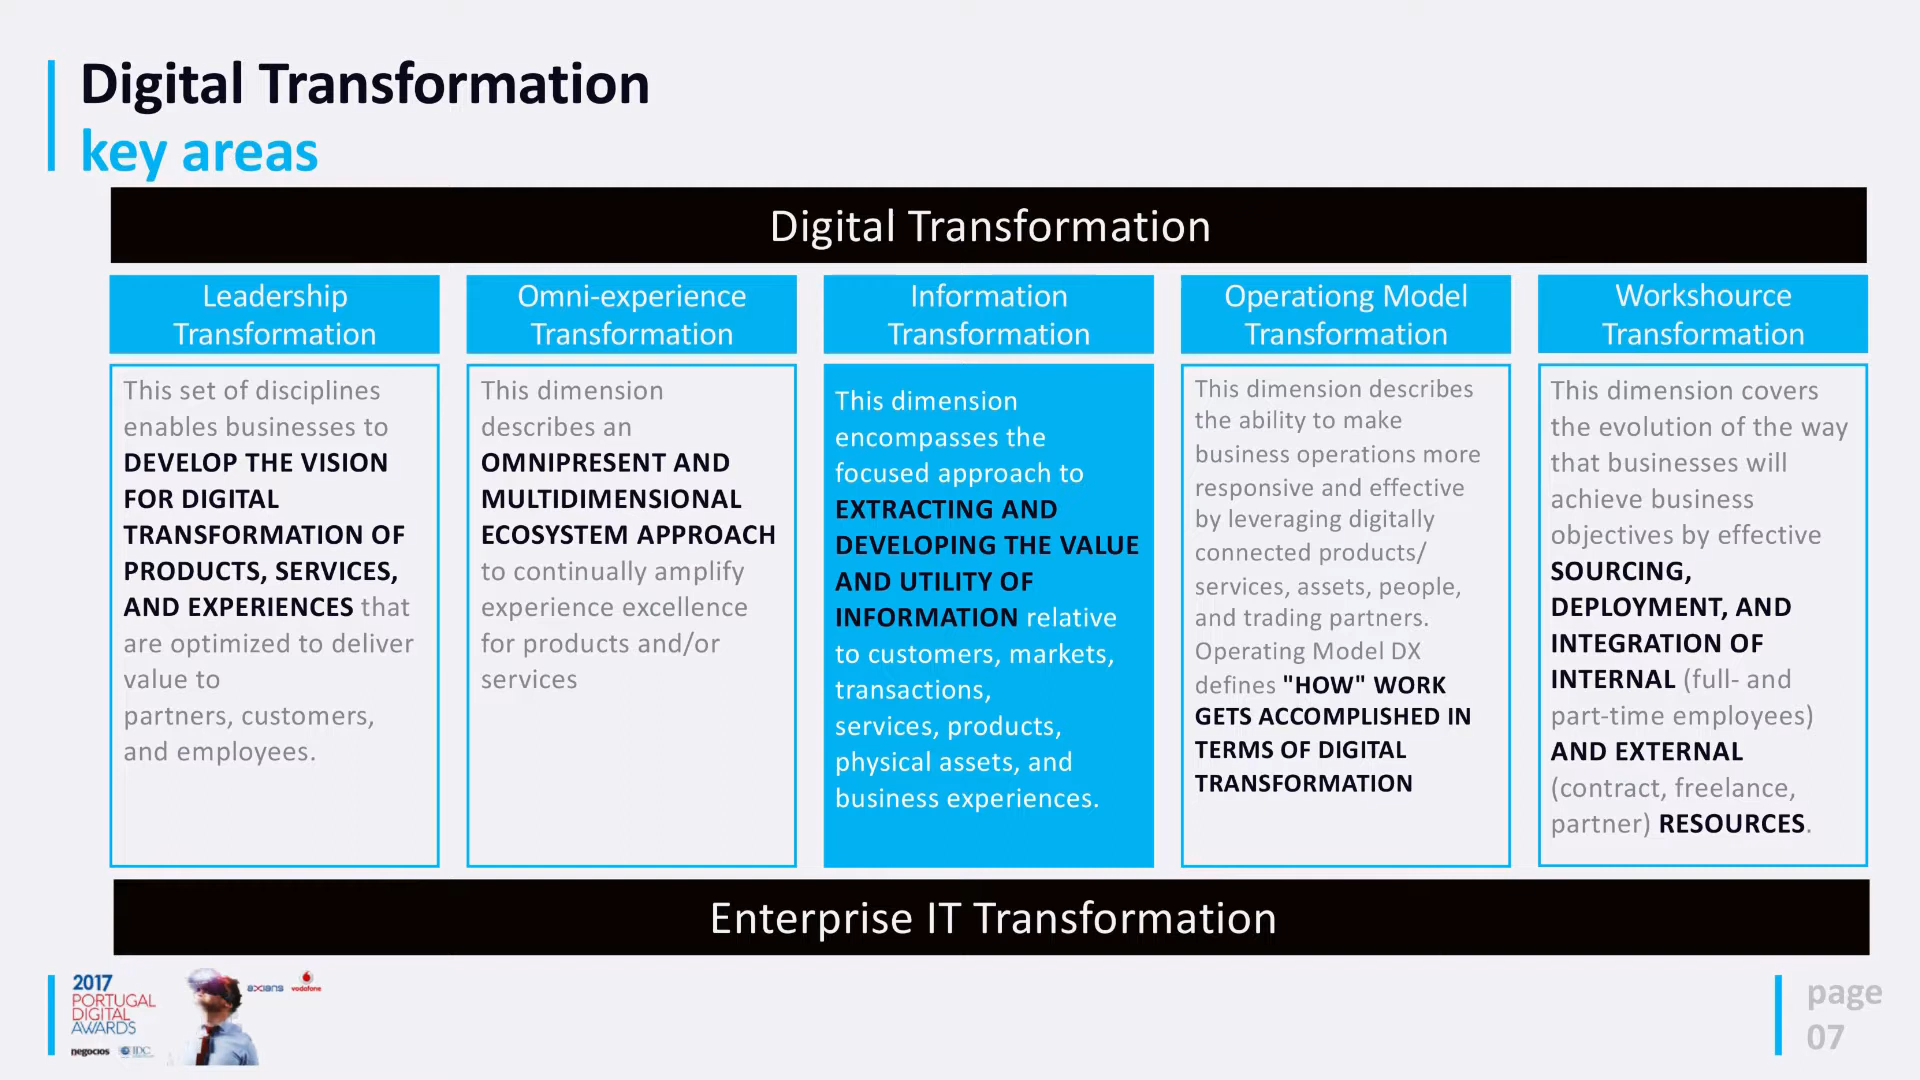 Digital Transformation
key areas
Digital Transformation
Leadership
Transformation
This set of disciplines
enables businesses to
DEVELOP THE VISION
FOR DIGITAL
TRANSFORMATION OF
PRODUCTS, SERVICES,
AND EXPERIENCES that
are optimized to deliver
value to
partners, customers,
and employees.
Omni-experience
Transformation
This dimension
describes an
OMNIPRESENT AND
MULTIDIMENSIONAL
ECOSYSTEM APPROACH
to continually amplify
experience excellence
for products and/or
services
Information
Transformation
This dimension
encompasses the
focused approach to
EXTRACTING AND
DEVELOPING THE VALUE
AND UTILITY OF
INFORMATION relative
to customers, markets,
transactions,
services, products,
physical assets, and
business experiences.
Operationg Model
Transformation
This dimension describes
the ability to make
business operations more
responsive and effective
by leveraging digitally
connected products/
services, assets, people,
and trading partners.
Operating Model DX
defines "HOW" WORK
GETS ACCOMPLISHED IN
TERMS OF DIGITAL
TRANSFORMATION
Workshource
Transformation
This dimension covers
the evolution of the way
that businesses will
achieve business
objectives by effective
SOURCING,
DEPLOYMENT, AND
INTEGRATION OF
INTERNAL (full- and
part-time employees)
AND EXTERNAL
(contract, freelance,
partner) RESOURCES.
Enterprise IT Transformation
2017
PORTUGAL
DIGITAL
AWARDS
negocios IDC
axians vodafone
page
07